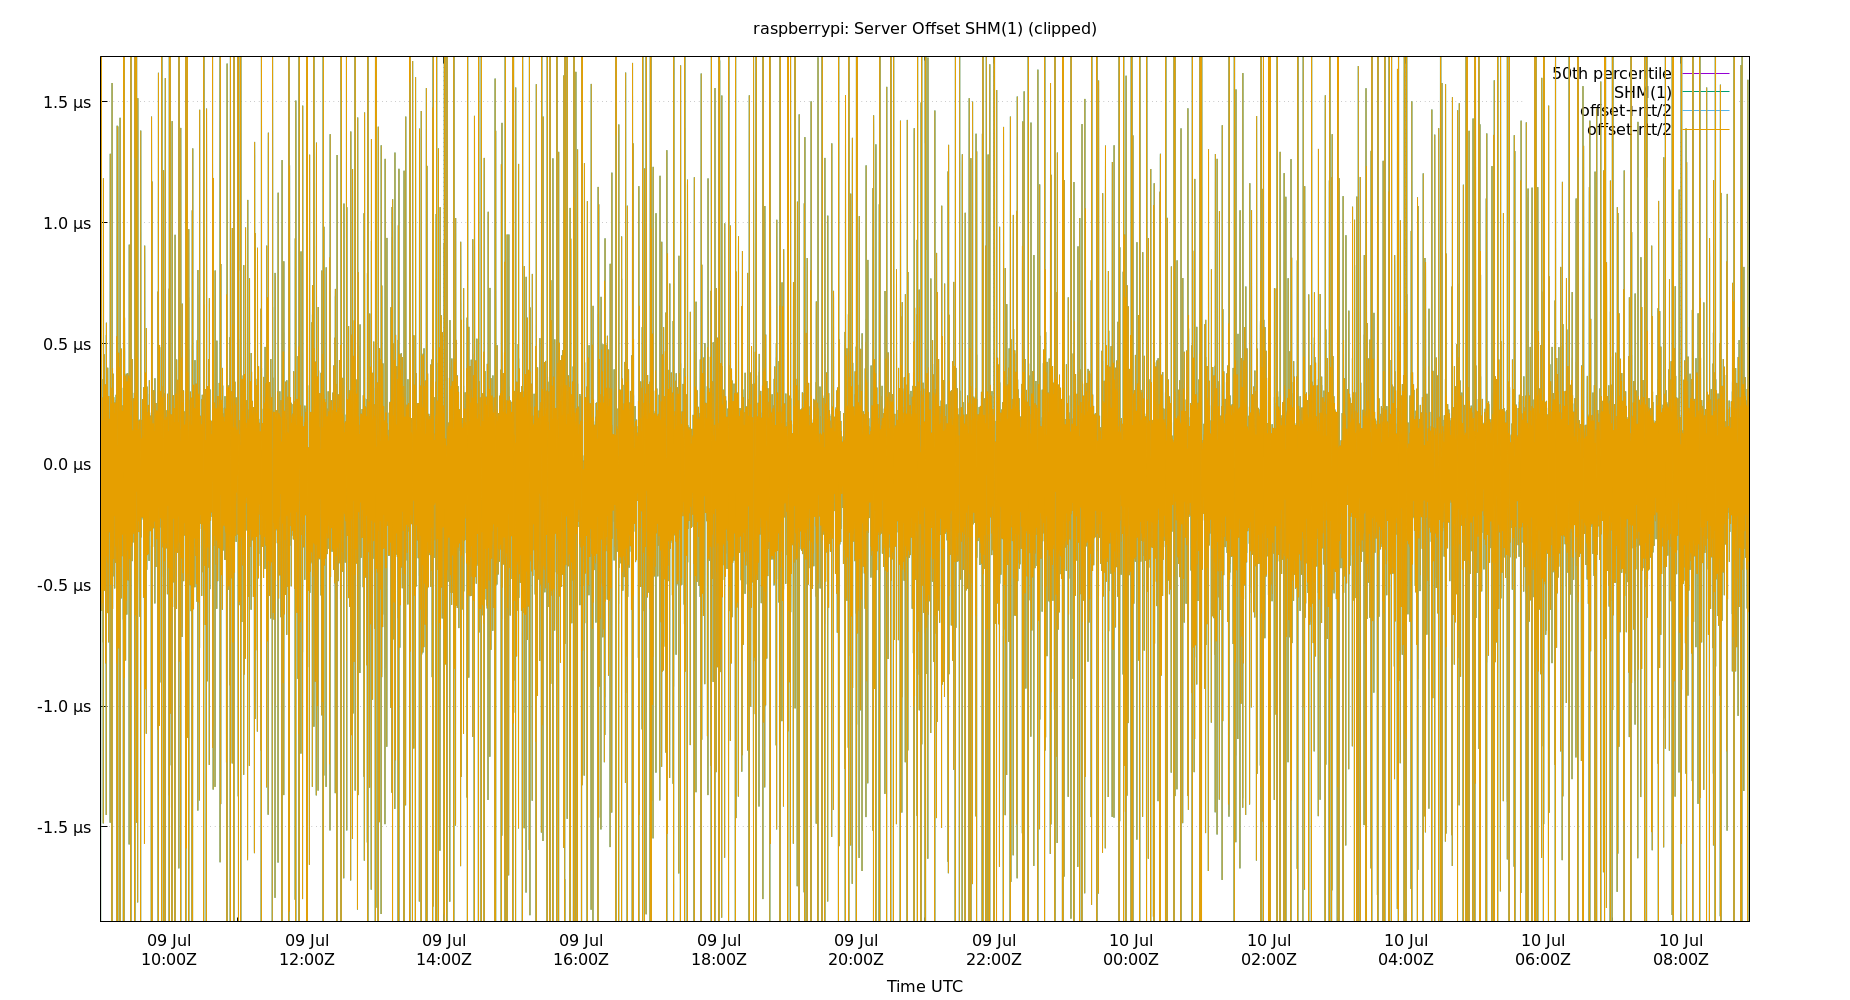 raspberrypi: Server Offset SHM(1) (clipped)
50th percentile
SHM(1)
offset+rtt/2
offset-rtt/2
1.5 µs
1.0 µs
0.5 µs
0.0 µs
-0.5 µs
-1.0 µs
-1.5 µs
09 Jul 09 Jul 09 Jul 09 Jul 09 Jul 09 Jul 09 Jul 10 Jul 10 Jul 10 Jul 10 Jul 10 Jul
10:00Z 12:00Z 14:00Z 16:00Z 18:00Z 20:00Z 22:00Z 00:00Z 02:00Z 04:00Z 06:00Z 08:00Z
Time UTC